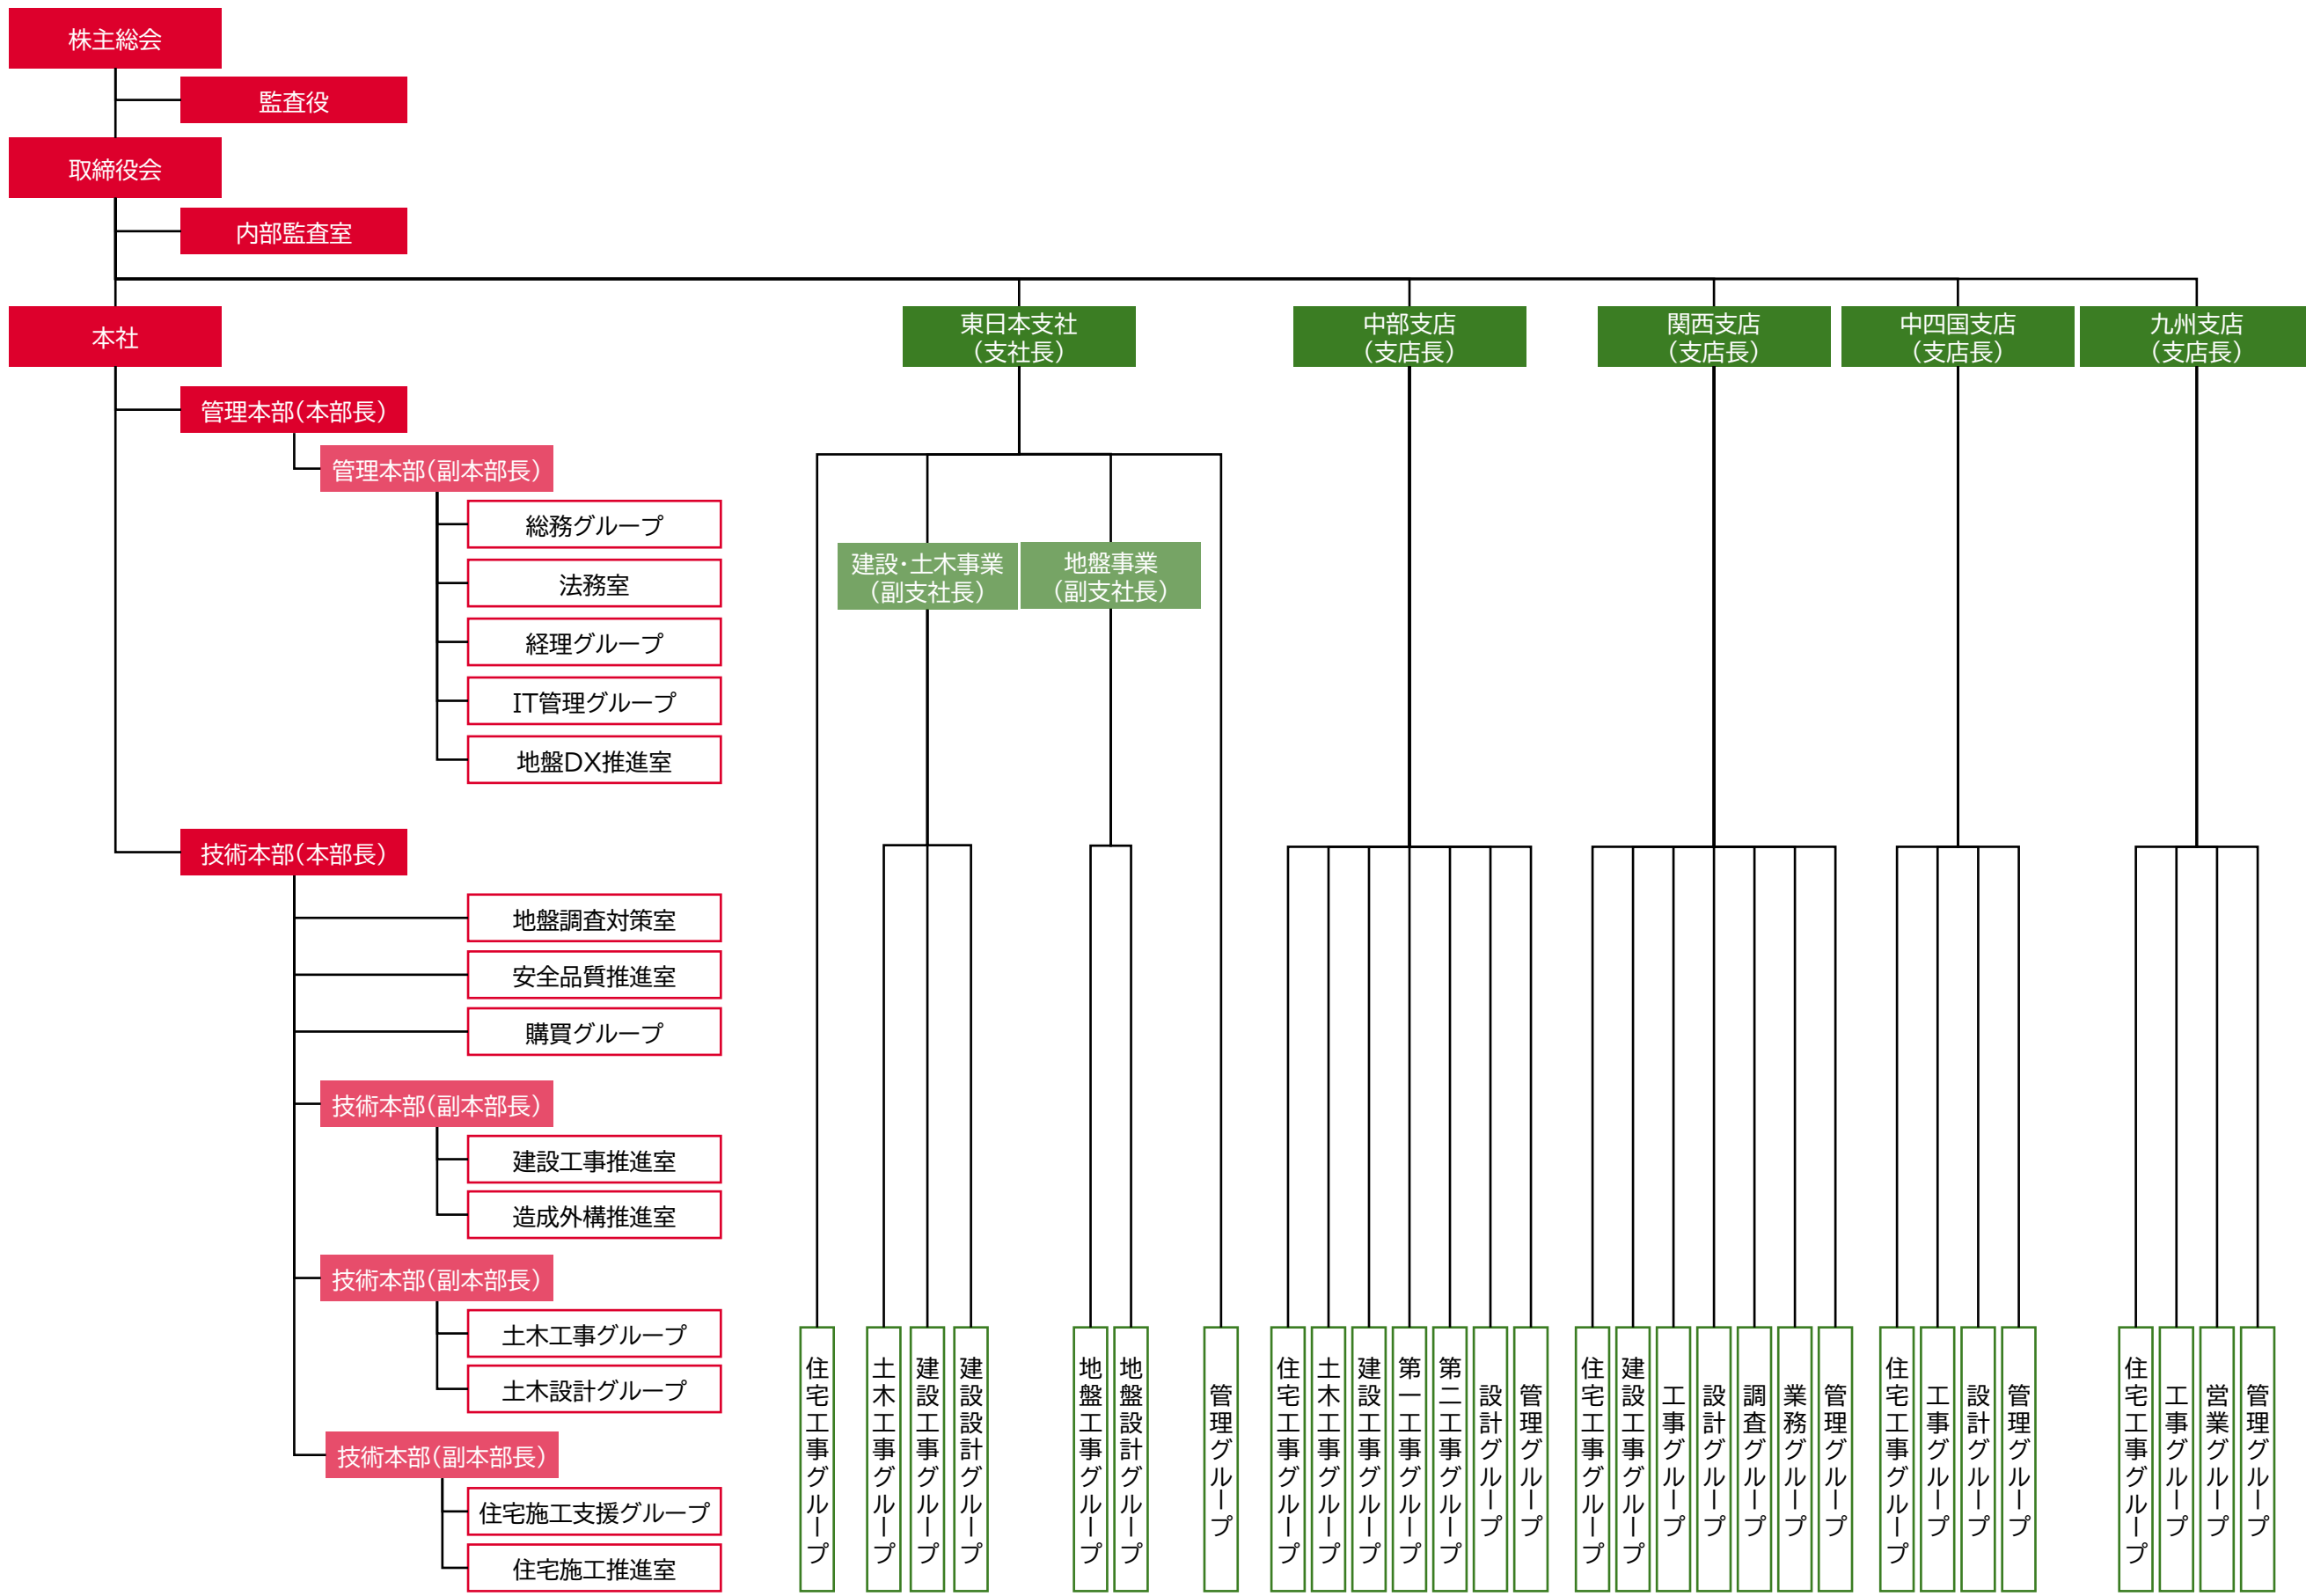 株主総会
監査役
取締役会
内部監査室
本社
管理本部（本部長）
管理本部（副本部長）
総務グループ
法務室
経理グループ
IT管理グループ
地盤DX推進室
技術本部（本部長）
地盤調査対策室
安全品質推進室
購買グループ
技術本部（副本部長）
建設工事推進室
造成外構推進室
技術本部（副本部長）
土木工事グループ
土木設計グループ
技術本部（副本部長）
住宅施工支援グループ
住宅施工推進室
東日本支社
（支社長）
建設・土木事業
（副支社長）
地盤事業
（副支社長）
住宅工事グループ
土木工事グループ
建設工事グループ
建設設計グループ
地盤工事グループ
地盤設計グループ
管理グループ
中部支店
（支店長）
住宅工事グループ
土木工事グループ
建設工事グループ
第一工事グループ
第二工事グループ
設計グループ
管理グループ
関西支店
（支店長）
住宅工事グループ
建設工事グループ
工事グループ
設計グループ
調査グループ
業務グループ
管理グループ
中四国支店
（支店長）
住宅工事グループ
工事グループ
設計グループ
管理グループ
九州支店
（支店長）
住宅工事グループ
工事グループ
営業グループ
管理グループ